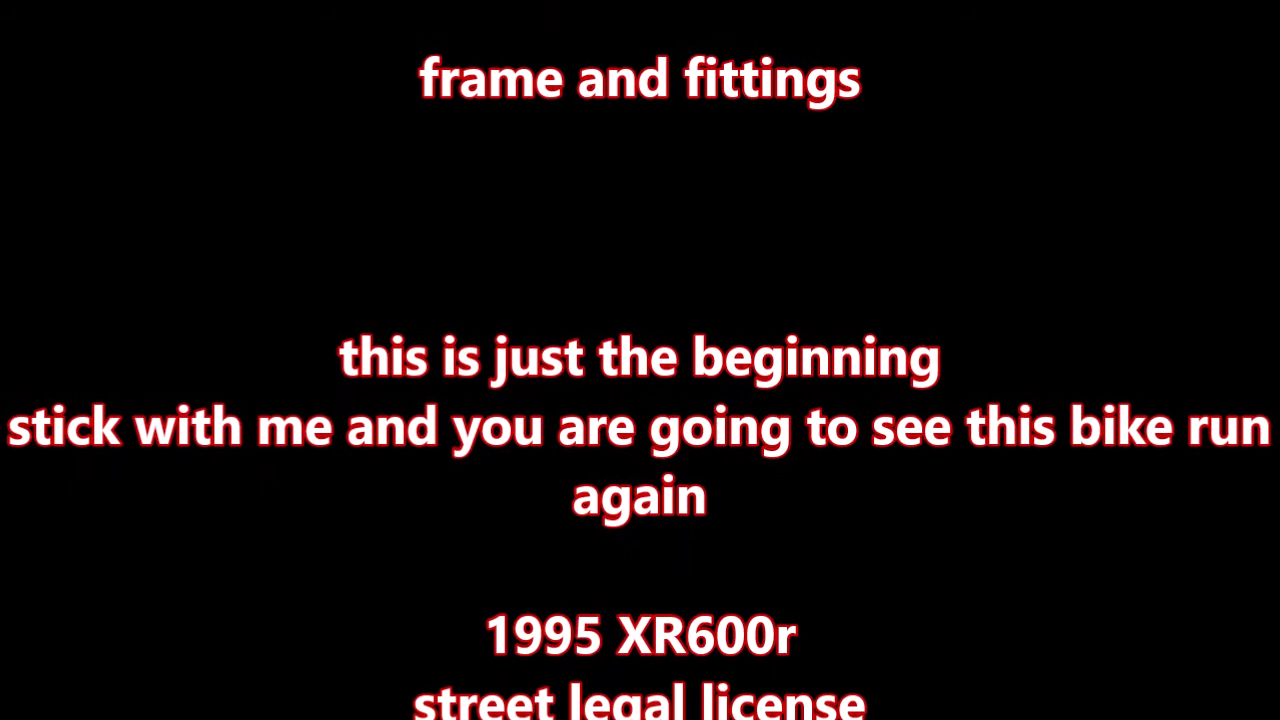 frame and fittings
this is just the beginning
stick with me and you are going to see this bike run
again
1995 XR600r
street legal license